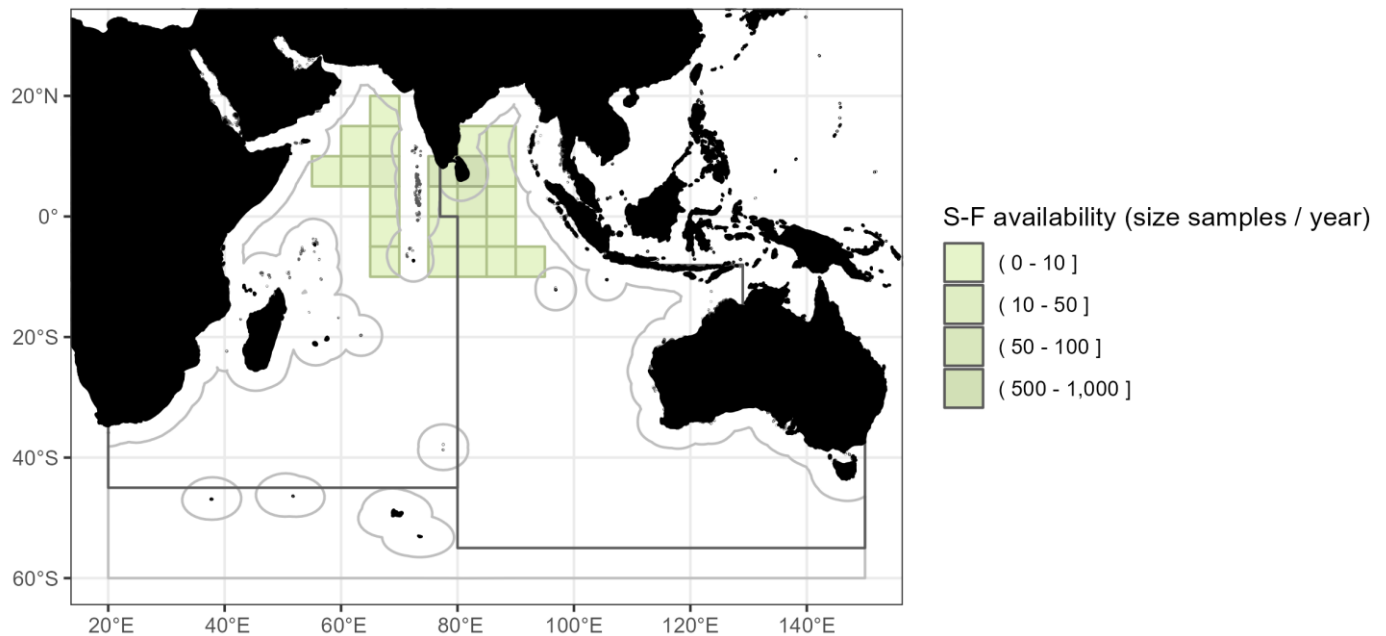 20°N
0°
20°S
40°S
60°S
20°E 40°E 60°E 80°E 100°E 120°E 140°E
S-F availability (size samples / year)
( 0 - 10 ]
( 10 - 50 ]
( 50 - 100 ]
( 500 - 1,000 ]